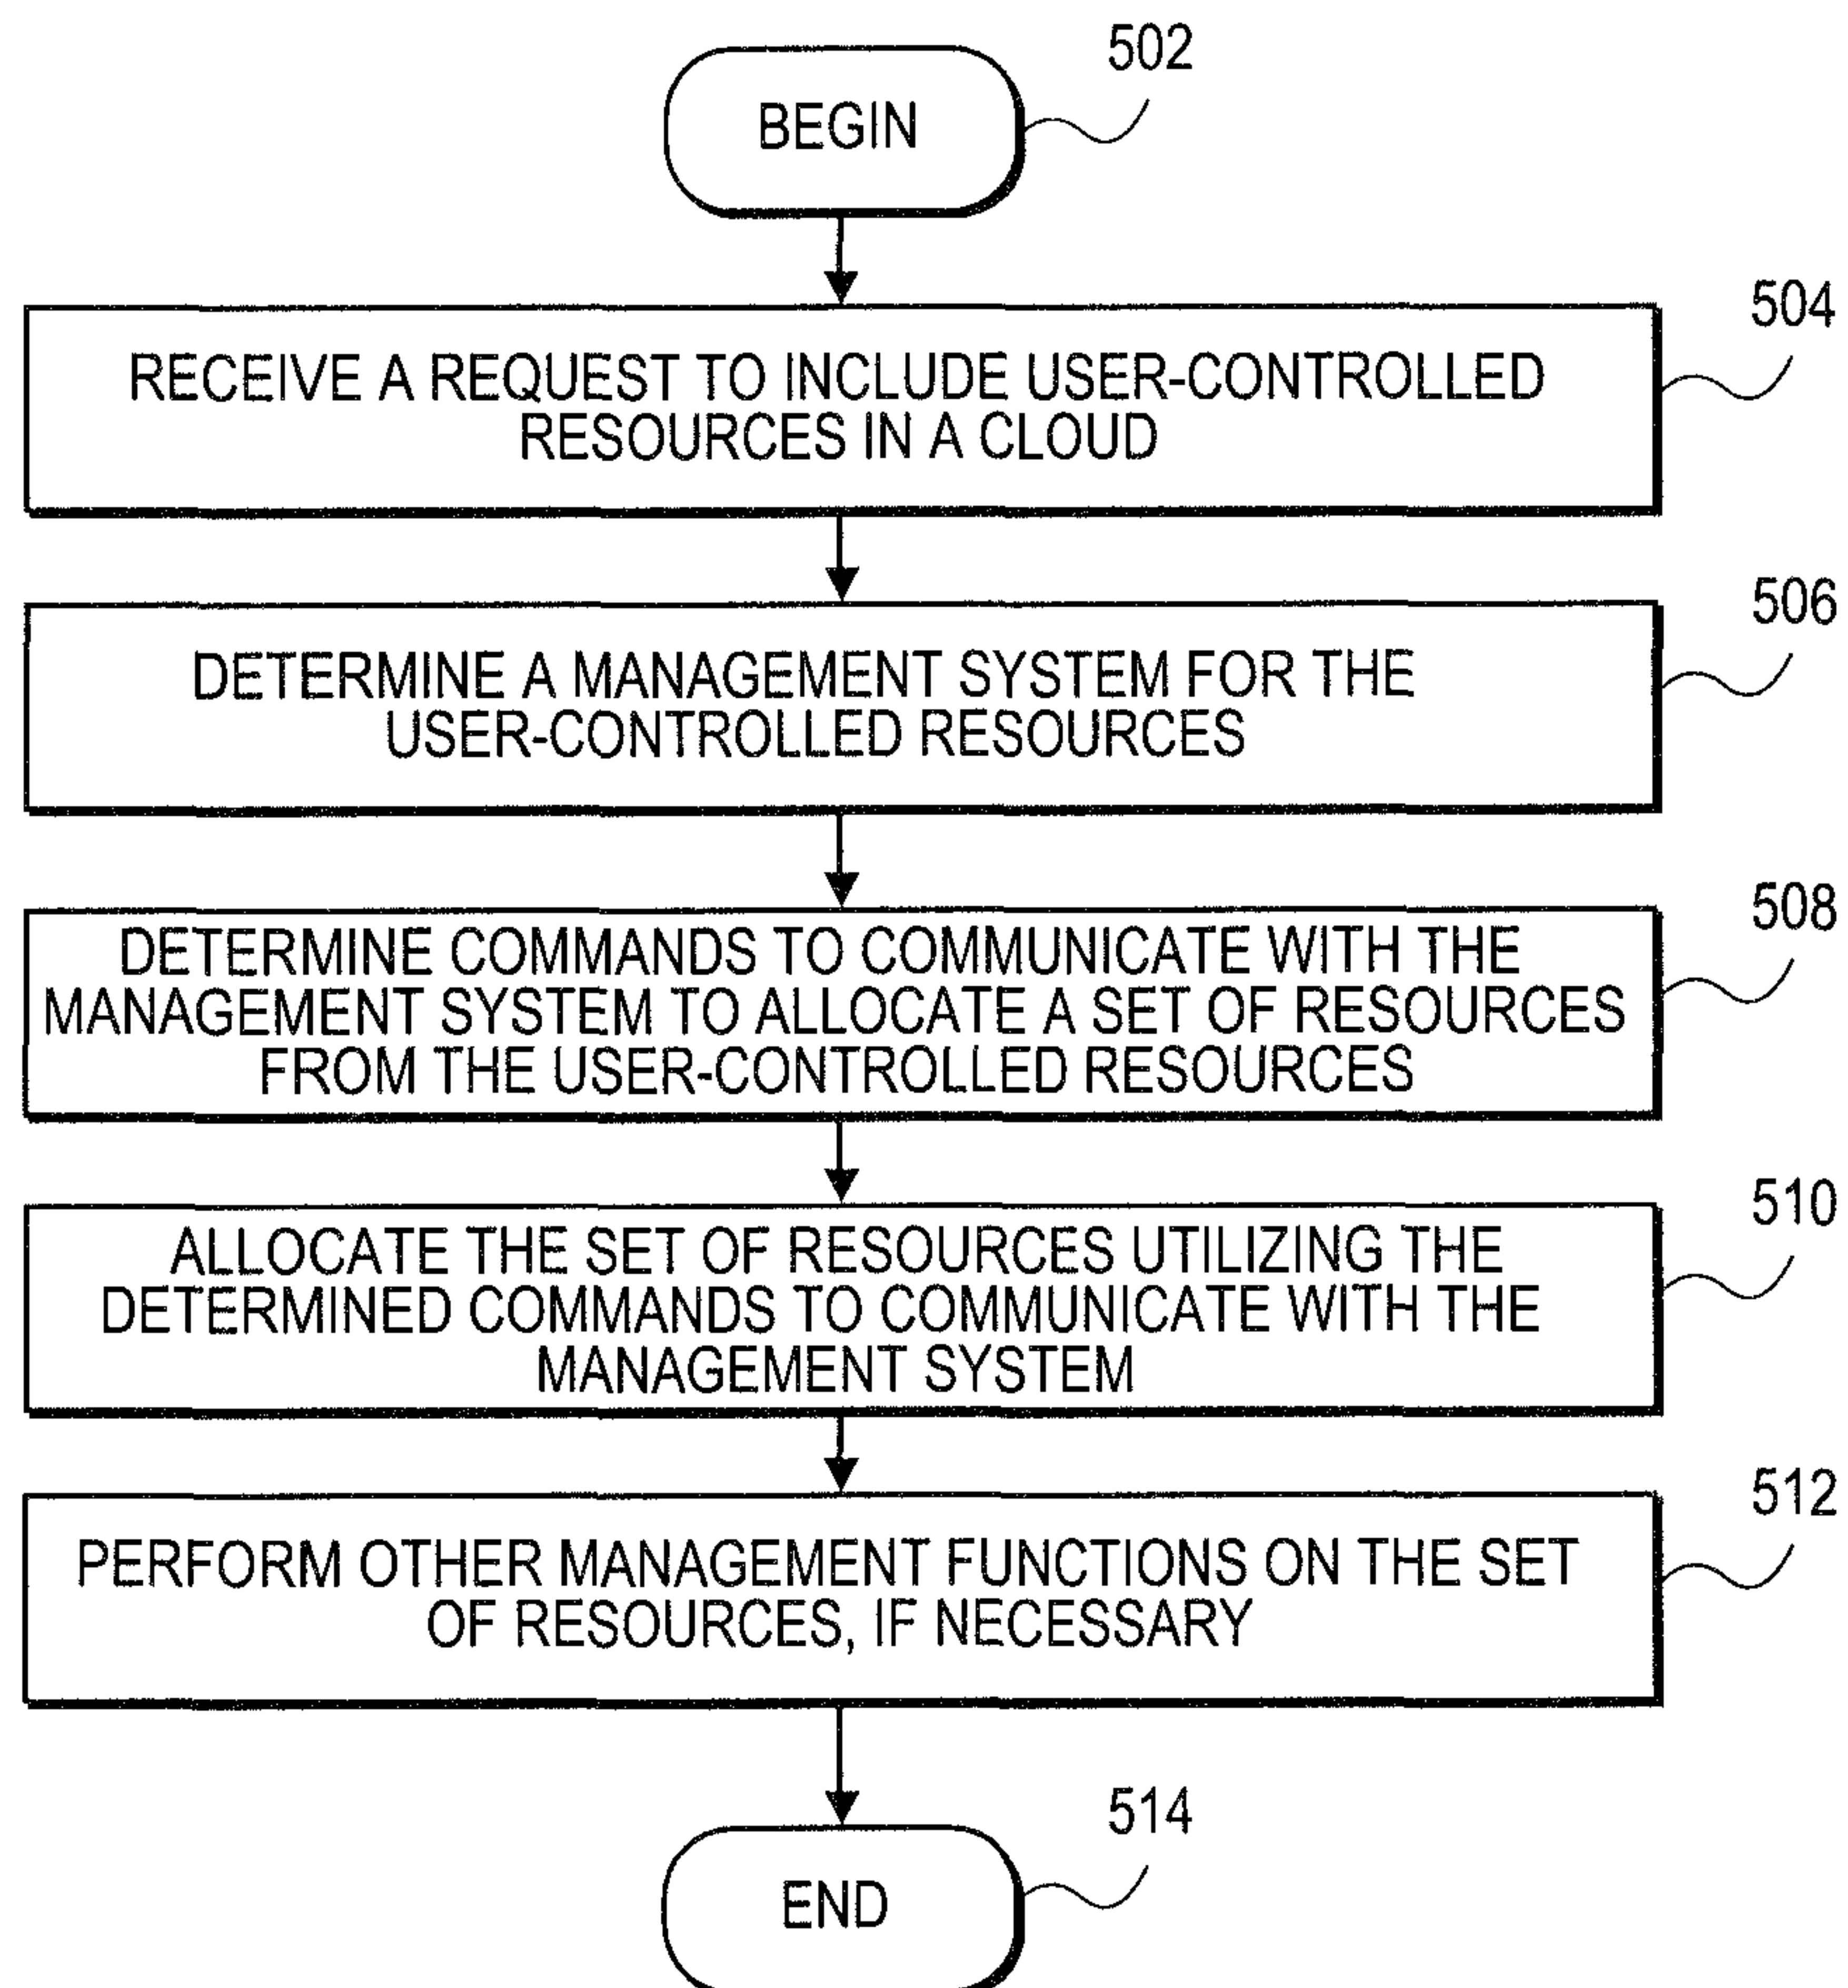 502
BEGIN
504
RECEIVE A REQUEST TO INCLUDE USER-CONTROLLED
RESOURCES IN A CLOUD
506
DETERMINE A MANAGEMENT SYSTEM FOR THE
USER-CONTROLLED RESOURCES
508
DETERMINE COMMANDS TO COMMUNICATE WITH THE
MANAGEMENT SYSTEM TO ALLOCATE A SET OF RESOURCES
FROM THE USER-CONTROLLED RESOURCES
510
ALLOCATE THE SET OF RESOURCES UTILIZING THE
DETERMINED COMMANDS TO COMMUNICATE WITH THE
MANAGEMENT SYSTEM
512
PERFORM OTHER MANAGEMENT FUNCTIONS ON THE SET
OF RESOURCES, IF NECESSARY
514
END